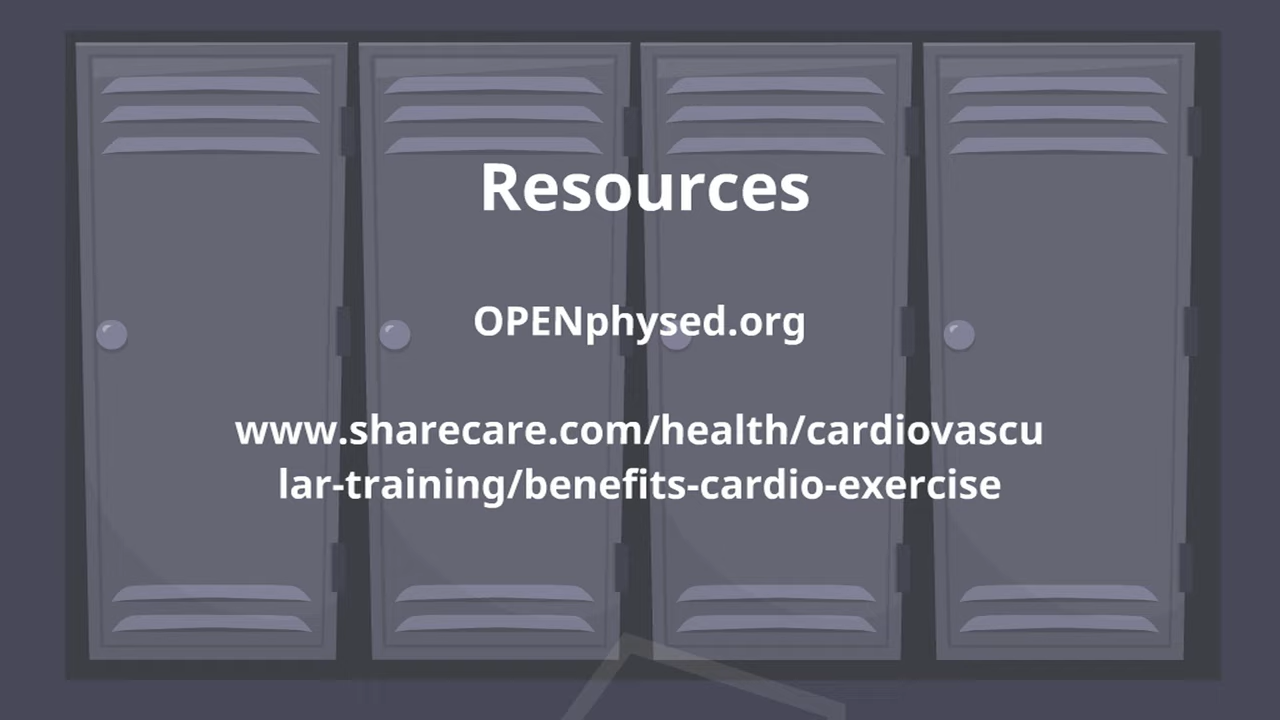 Resources
OPENphysed.org
www.sharecare.com/health/cardiovascu
lar-training/benefits-cardio-exercise